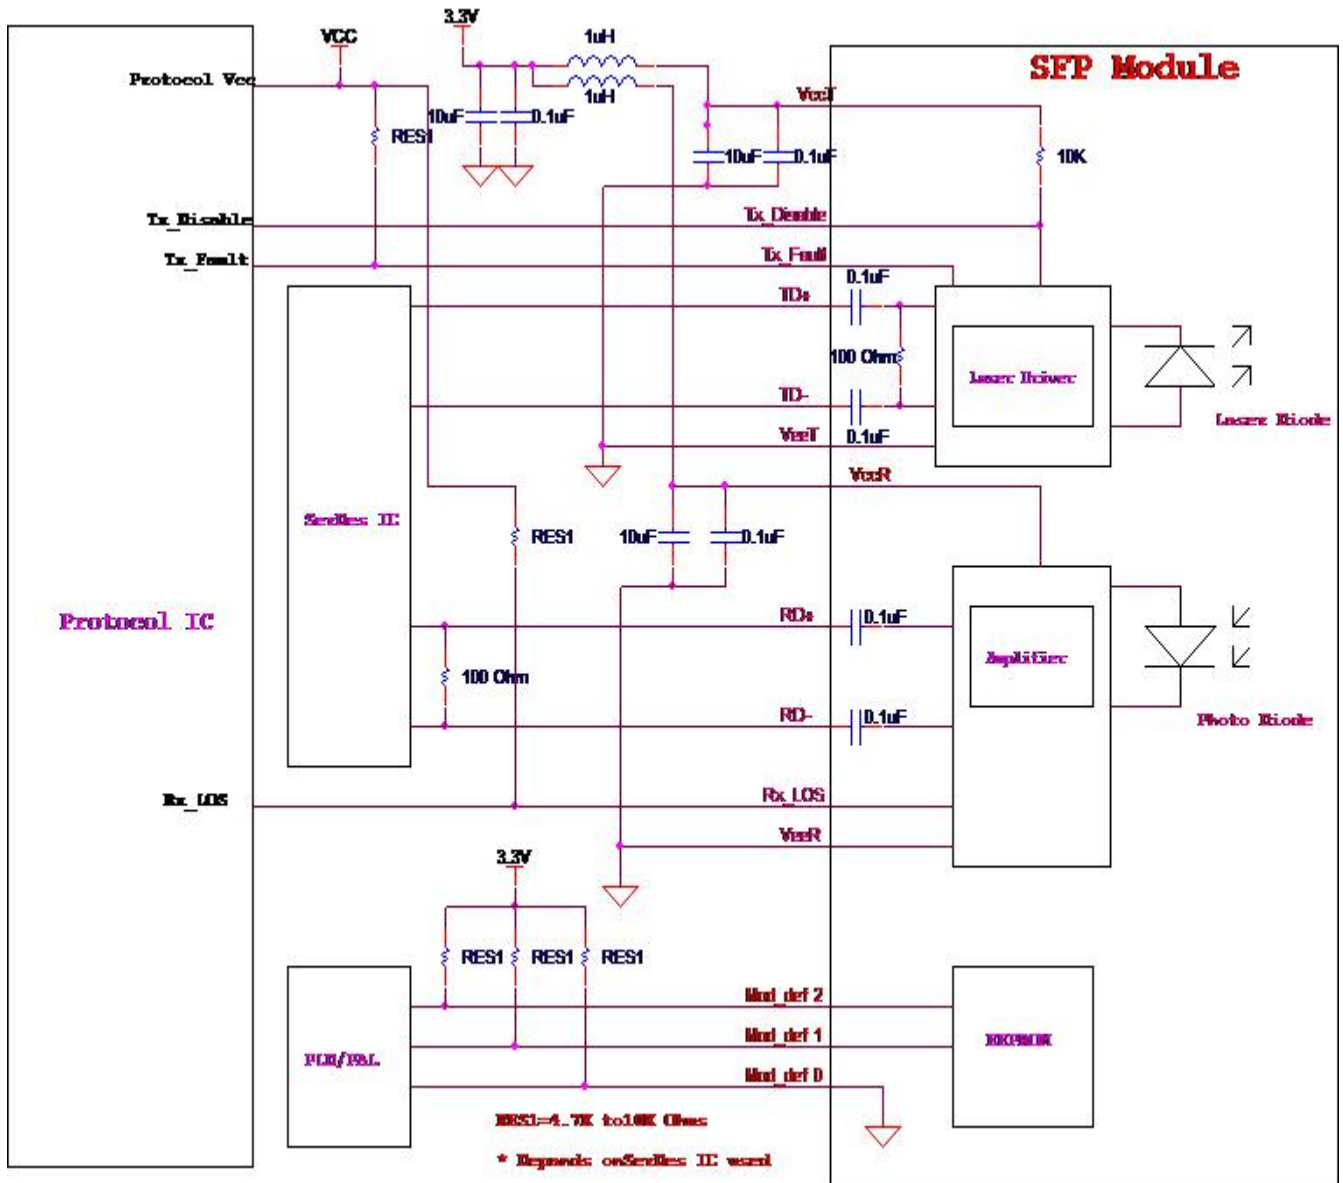 3.3V
VCC
1uH
SFP Module
Protocol Vcc
1uH
VccT
10uF
0.1uF
RES1
10uF
0.1uF
10K
Tx_Disable
Tx_Disable
Tx_Fault
Tx_Fault
0.1uF
TD+
100 Ohm
Laser Driver
TD-
VeeT
0.1uF
Laser Diode
VccR
SerDes IC
RES1
10uF
0.1uF
Protocol IC
RD+
0.1uF
Amplifier
100 Ohm
RD-
0.1uF
Photo Diode
Rx_LOS
Rx_LOS
VeeR
3.3V
RES1
RES1
RES1
Mod_def 2
Mod_def 1
EEPROM
PLD/PAL
Mod_def 0
RES1=4.7K to10K Ohms
* Depends onSerDes IC used